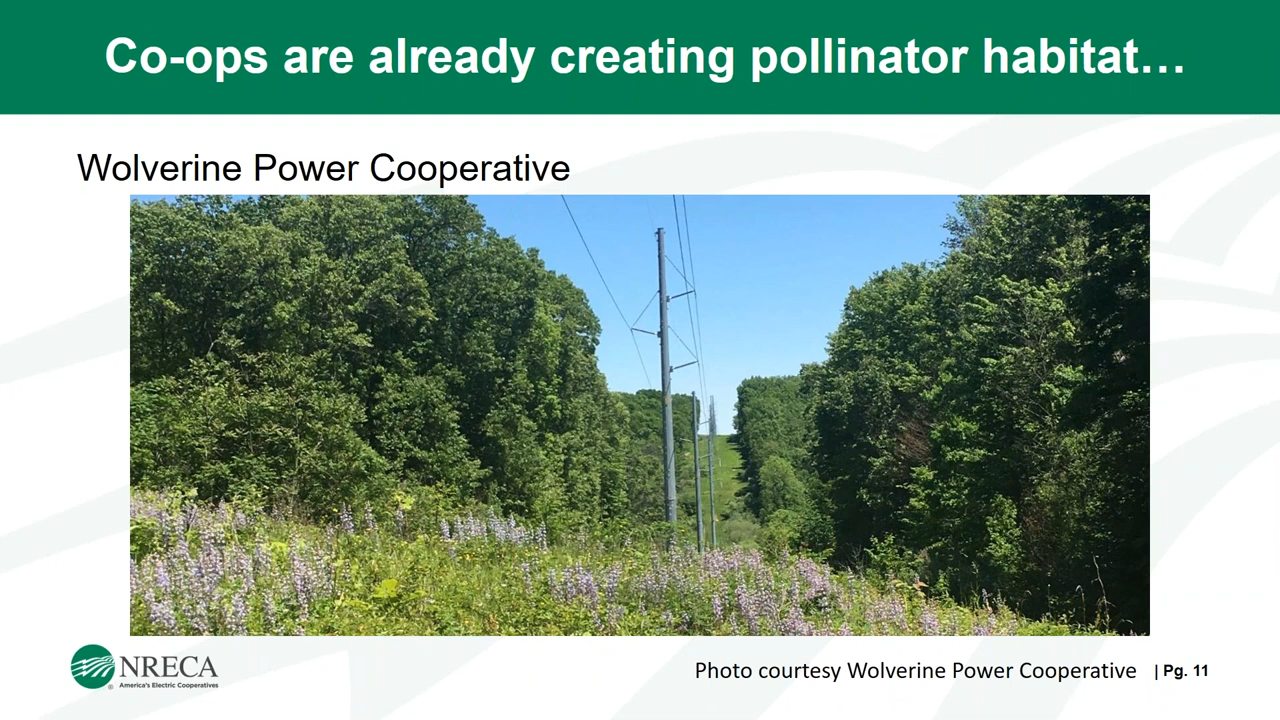 Co-ops are already creating pollinator habitat…
Wolverine Power Cooperative
NRECA
America's Electric Cooperatives
®
Photo courtesy Wolverine Power Cooperative
| Pg. 11